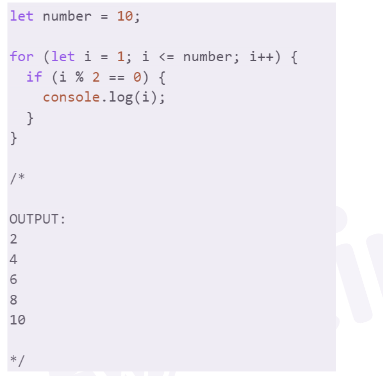 let number = 10;
for (let i = 1; i <= number; i++) {
  if (i % 2 == 0) {
    console.log(i);
  }
}
/*
OUTPUT:
2
4
6
8
10
*/